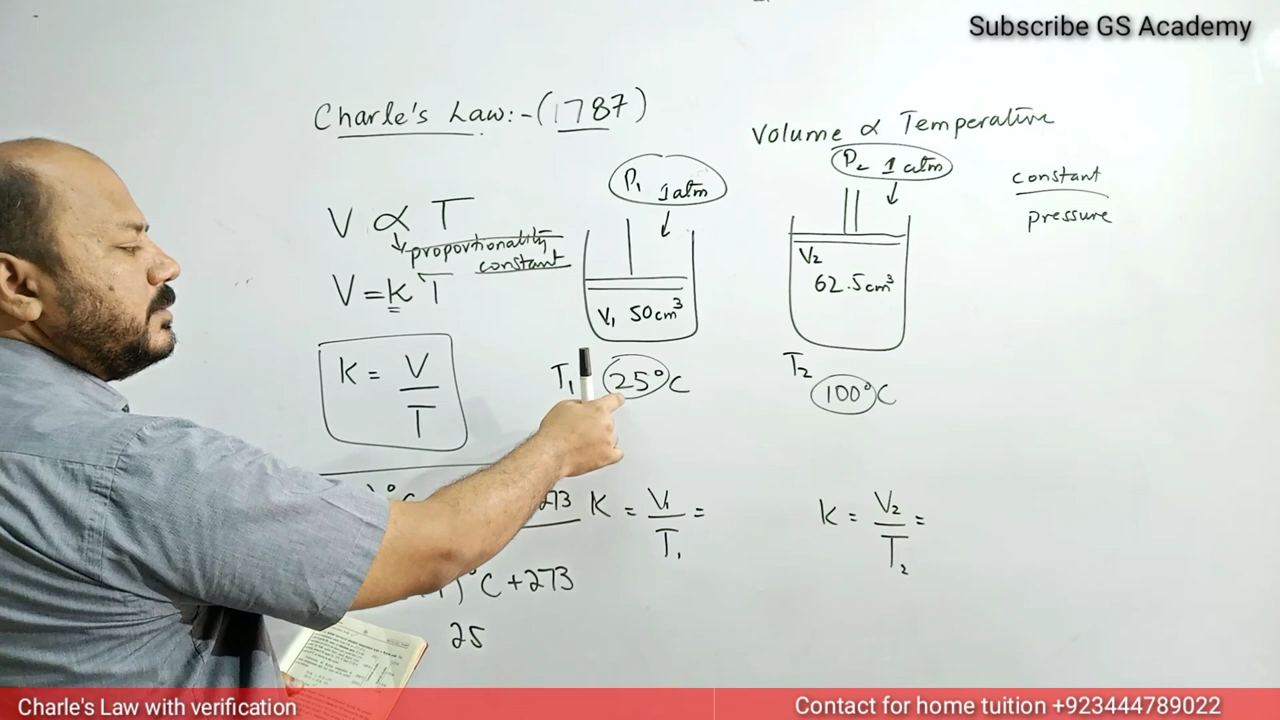 Subscribe GS Academy
Charle's Law:-(1787)
Volume ∝ Temperative
V ∝ T
proportionality
constant
V = k T
K = V / T
P₁ 1atm
V₁ 50cm³
T₁ 25°C
P₂ 1 atm
V₂
62.5cm³
T₂
100°C
constant
pressure
°C
273
)°C + 273
25
K = V₁ / T₁ =
K = V₂ / T₂ =
Charle's Law with verification
Contact for home tuition +923444789022